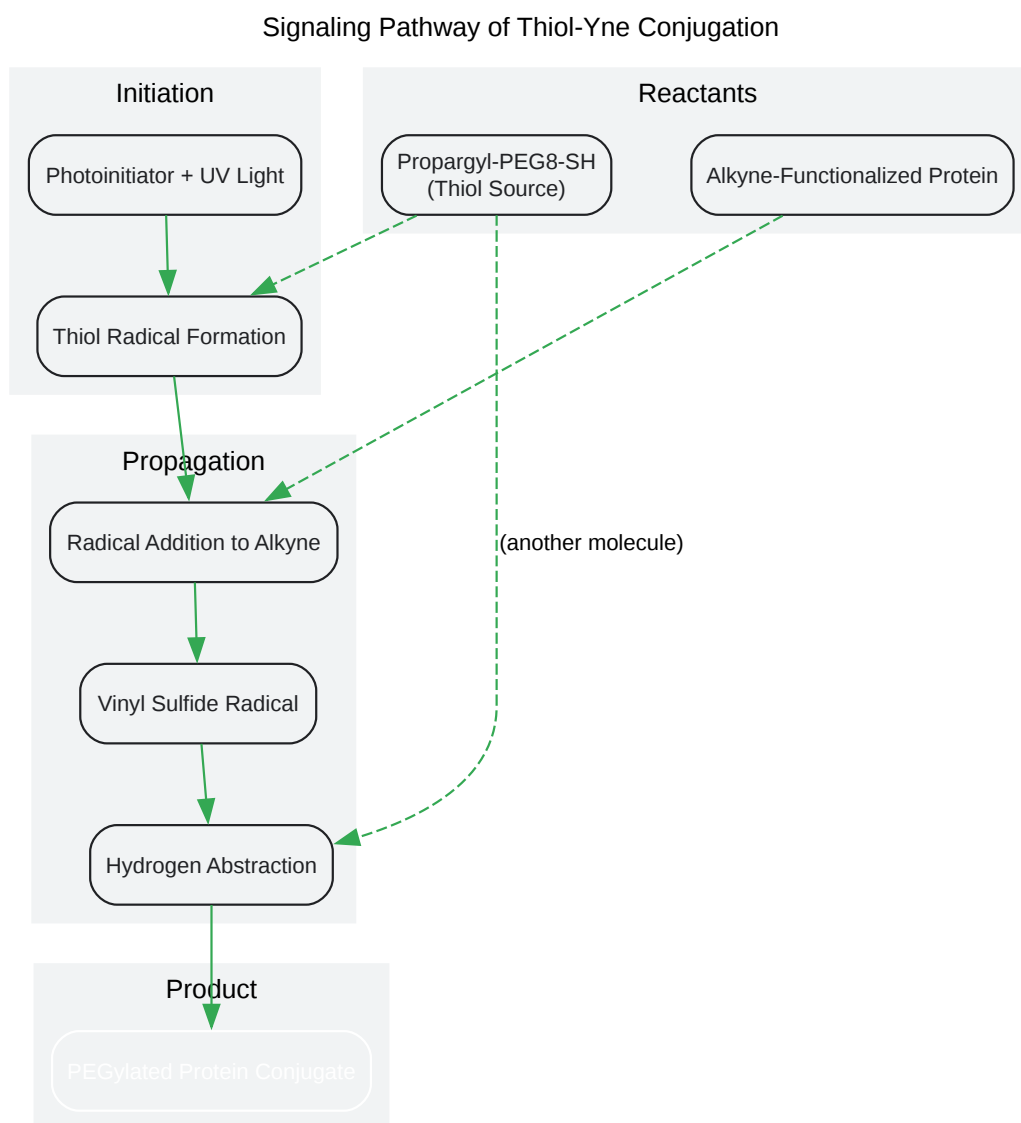 Signaling Pathway of Thiol-Yne Conjugation
Initiation
Reactants
Photoinitiator + UV Light
Propargyl-PEG8-SH
(Thiol Source)
Alkyne-Functionalized Protein
Thiol Radical Formation
Propagation
Radical Addition to Alkyne
(another molecule)
Vinyl Sulfide Radical
Hydrogen Abstraction
Product
PEGylated Protein Conjugate